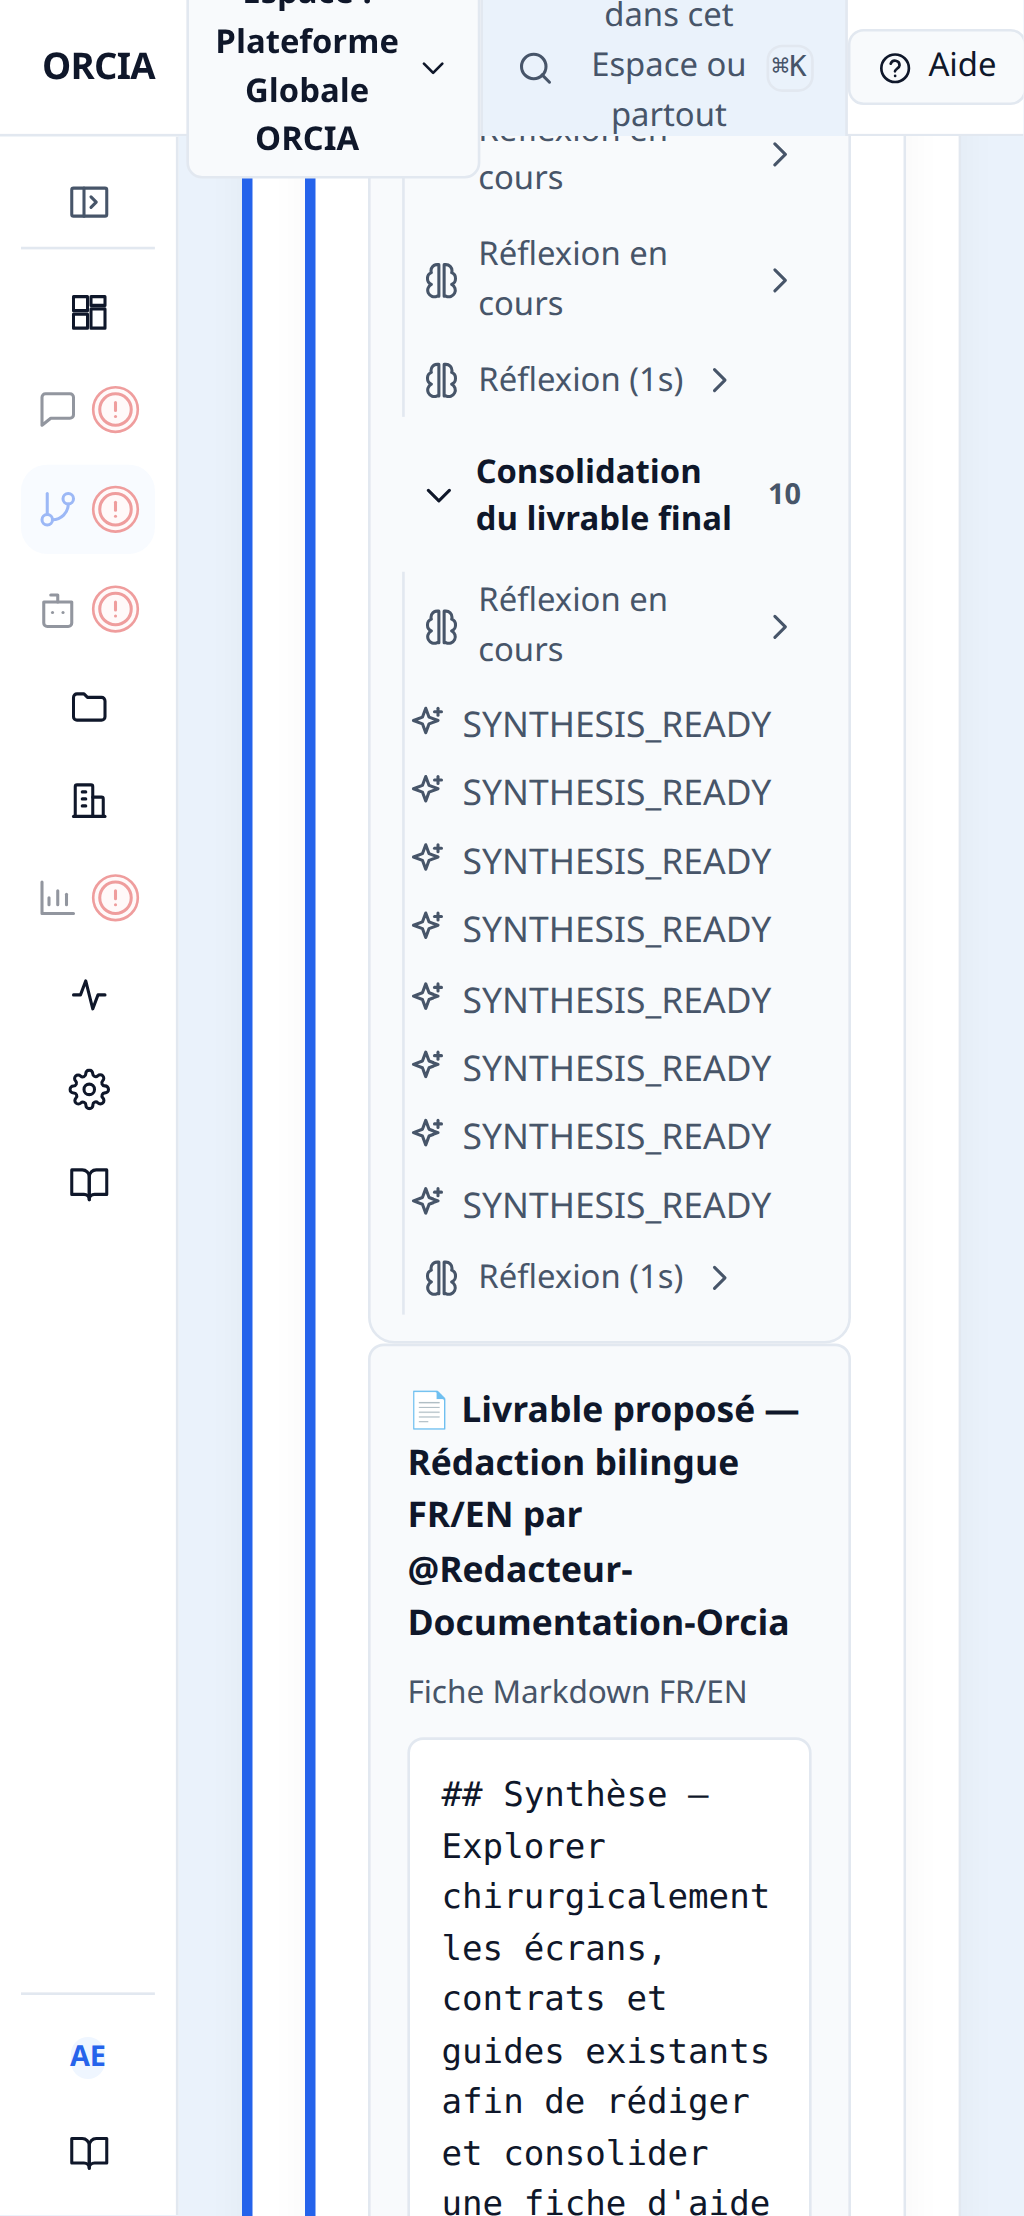 ORCIA
Espace :
Plateforme
Globale
ORCIA
dans cet
Espace ou
partout
⌘K
Aide
Réflexion en
cours
Réflexion en
cours
Réflexion (1s)
Consolidation
du livrable final
10
Réflexion en
cours
SYNTHESIS_READY
SYNTHESIS_READY
SYNTHESIS_READY
SYNTHESIS_READY
SYNTHESIS_READY
SYNTHESIS_READY
SYNTHESIS_READY
SYNTHESIS_READY
Réflexion (1s)
📄 Livrable proposé —
Rédaction bilingue
FR/EN par
@Redacteur-
Documentation-Orcia
Fiche Markdown FR/EN
## Synthèse —
Explorer
chirurgicalement
les écrans,
contrats et
guides existants
afin de rédiger
et consolider
une fiche d'aide
AE